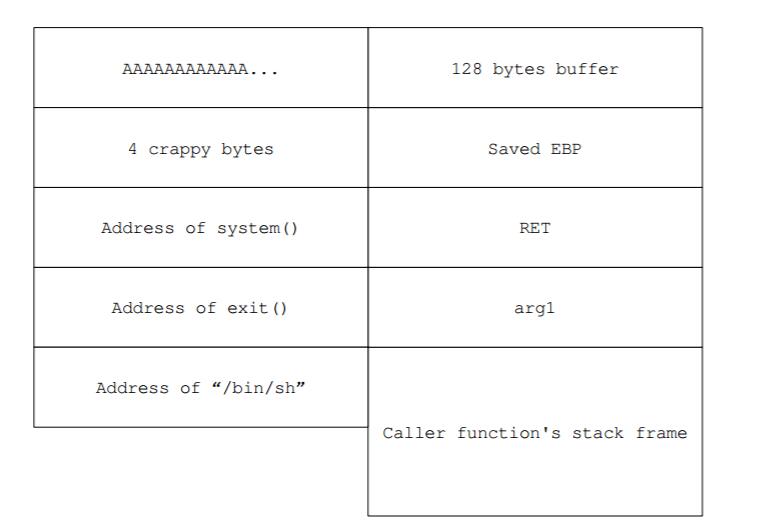 AAAAAAAAAAAA...
128 bytes buffer
4 crappy bytes
Saved EBP
Address of system()
RET
Address of exit()
arg1
Address of “/bin/sh”
Caller function's stack frame